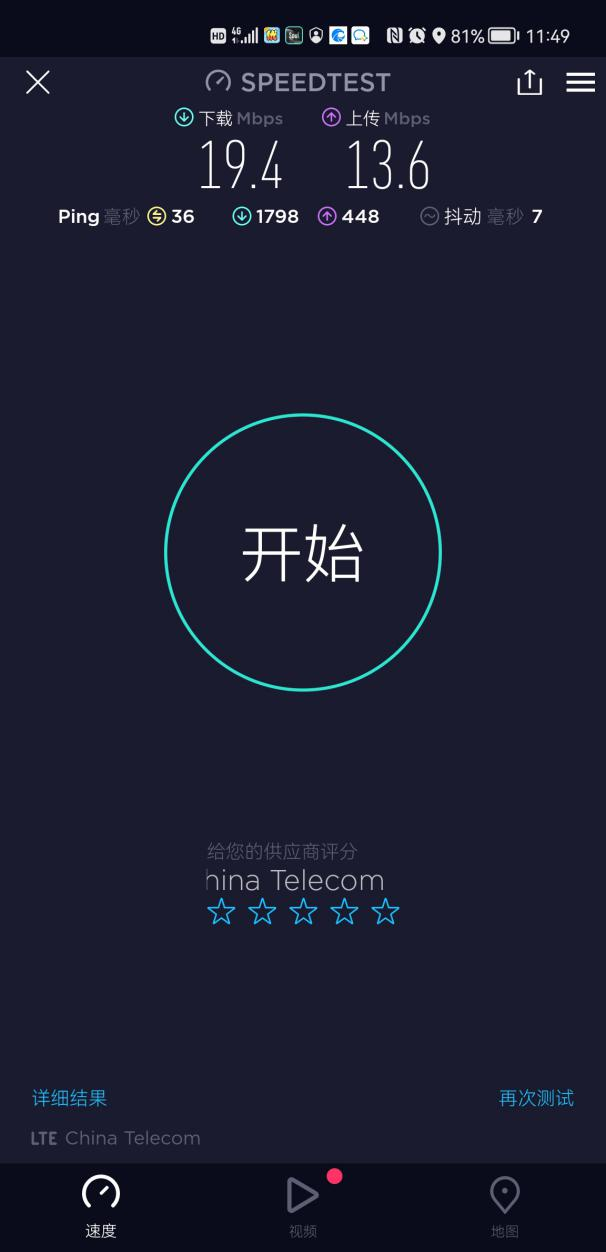 HD 4G 81% 11:49
SPEEDTEST
下载 Mbps 上传 Mbps
19.4 13.6
Ping 毫秒 36 1798 448 抖动 毫秒 7
开始
给您的供应商评分
hina Telecom
详细结果 再次测试
LTE China Telecom
速度 视频 地图